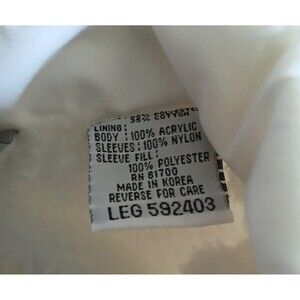 COTTON
LINING:
BODY : 100% ACRYLIC
SLEEVES : 100% NYLON
SLEEVE FILL:
100% POLYESTER
RN 81700
MADE IN KOREA
REVERSE FOR CARE
LEG 592403